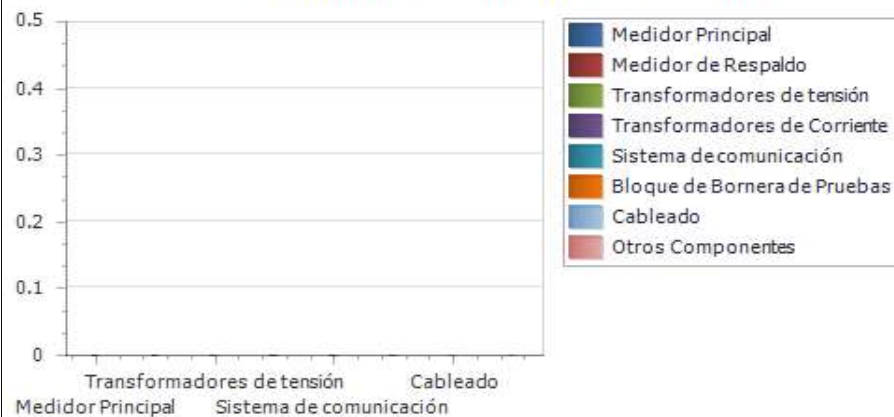 0.5
0.4
0.3
0.2
0.1
0
Transformadores de tensión Cableado
Medidor Principal Sistema de comunicación
Medidor Principal
Medidor de Respaldo
Transformadores de tensión
Transformadores de Corriente
Sistema de comunicación
Bloque de Bornera de Pruebas
Cableado
Otros Componentes